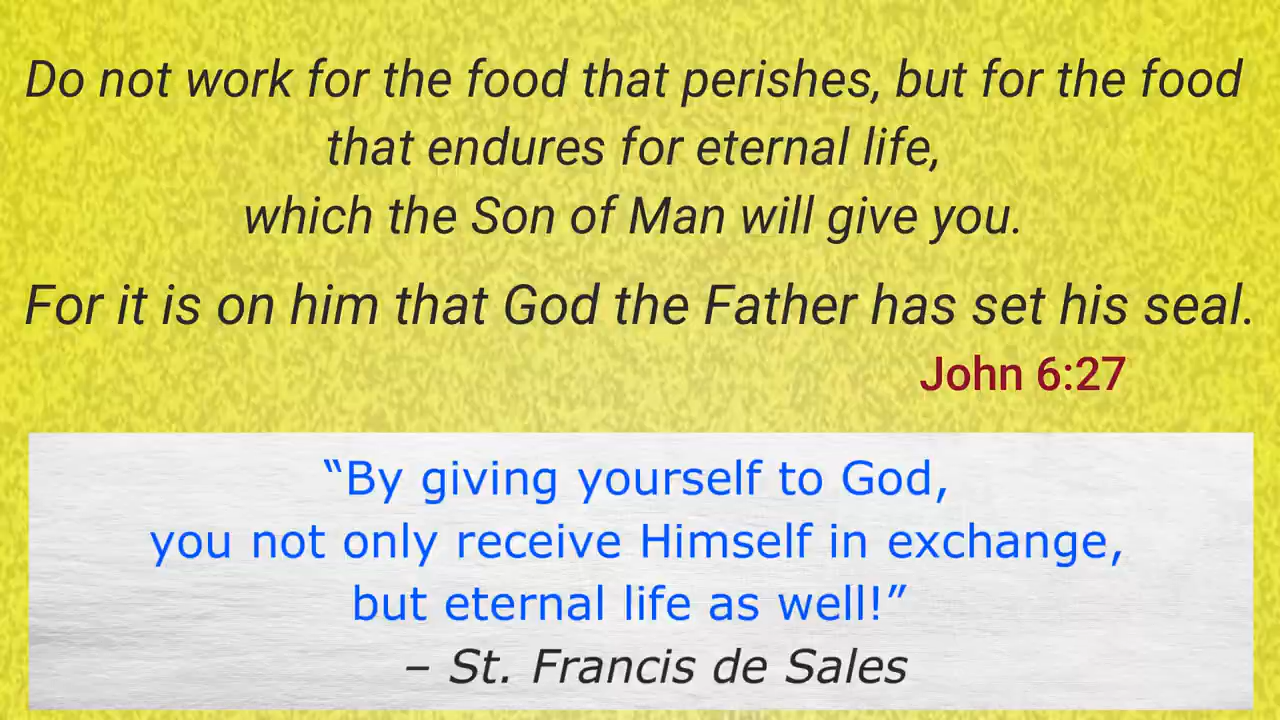 Do not work for the food that perishes, but for the food
that endures for eternal life,
which the Son of Man will give you.
For it is on him that God the Father has set his seal.
John 6:27
“By giving yourself to God,
you not only receive Himself in exchange,
but eternal life as well!”
– St. Francis de Sales